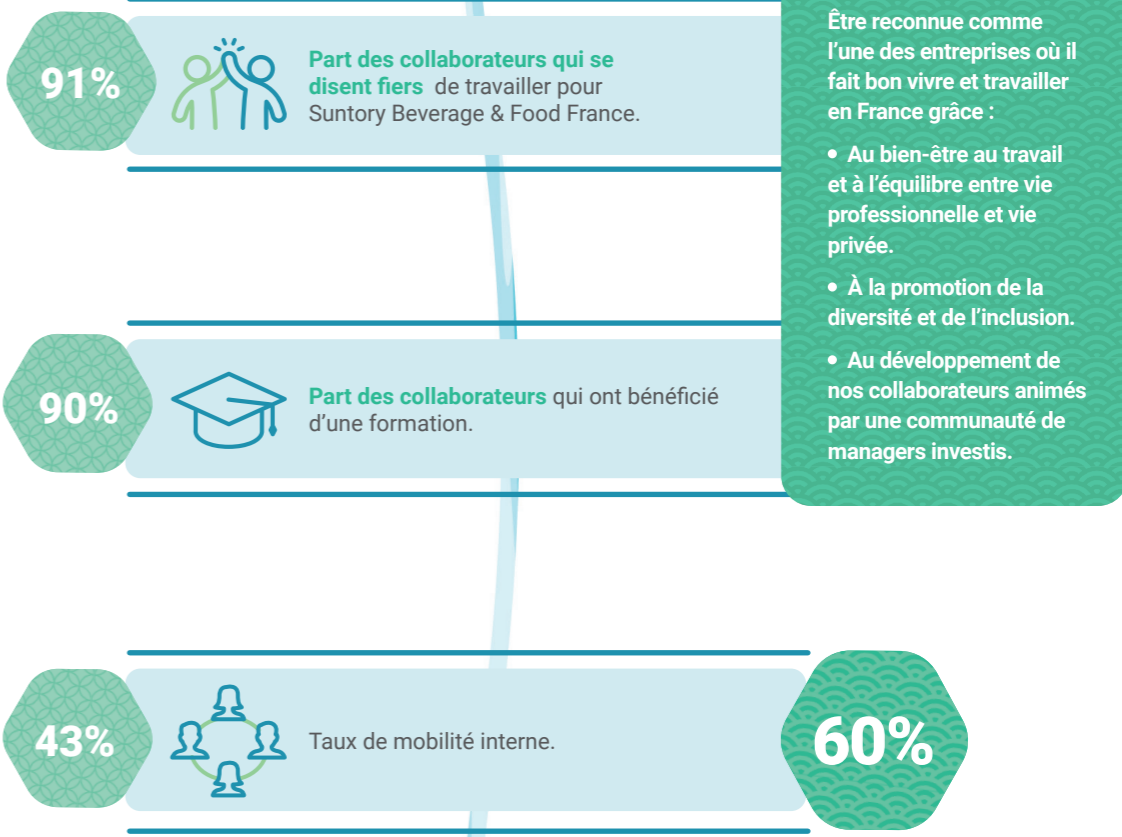 91%
Part des collaborateurs qui se
disent fiers de travailler pour
Suntory Beverage & Food France.
Être reconnue comme
l’une des entreprises où il
fait bon vivre et travailler
en France grâce :
• Au bien-être au travail
et à l’équilibre entre vie
professionnelle et vie
privée.
• À la promotion de la
diversité et de l’inclusion.
• Au développement de
nos collaborateurs animés
par une communauté de
managers investis.
90%
Part des collaborateurs qui ont bénéficié
d’une formation.
43%
Taux de mobilité interne.
60%